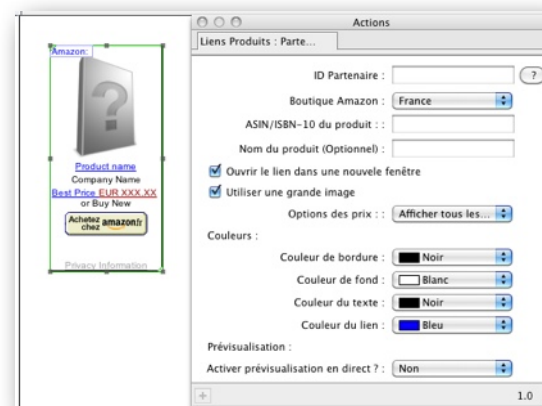 Amazon:
?
Product name
Company Name
Best Price EUR XXX.XX
or Buy New
Achetez
chez amazon.fr
Privacy Information
Actions
Liens Produits : Parte...
ID Partenaire :
?
Boutique Amazon : France
ASIN/ISBN-10 du produit : :
Nom du produit (Optionnel) :
Ouvrir le lien dans une nouvelle fenêtre
Utiliser une grande image
Options des prix : : Afficher tous les...
Couleurs :
Couleur de bordure : Noir
Couleur de fond : Blanc
Couleur du texte : Noir
Couleur du lien : Bleu
Prévisualisation :
Activer prévisualisation en direct ? : Non
+
1.0